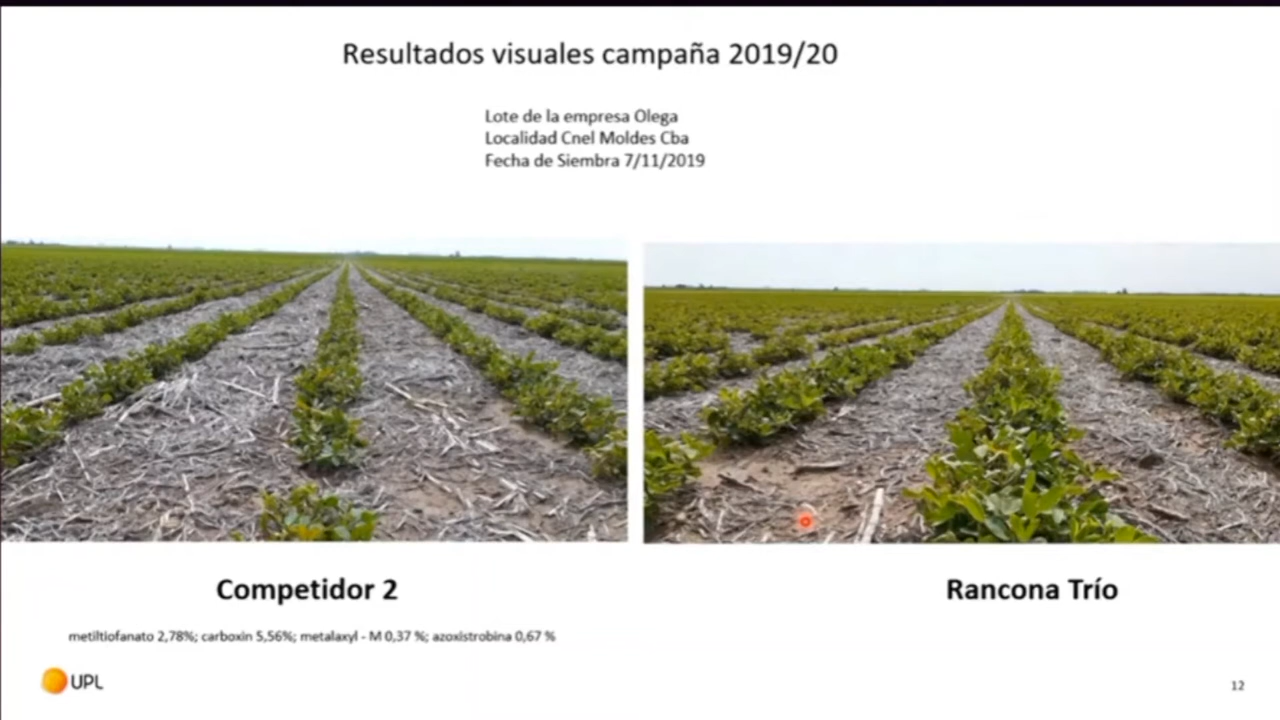 Resultados visuales campaña 2019/20
Lote de la empresa Olega
Localidad Cnel Moldes Cba
Fecha de Siembra 7/11/2019
Competidor 2
Rancona Trío
metiltiofanato 2,78%; carboxin 5,56%; metalaxyl - M 0,37 %; azoxistrobina 0,67 %
UPL
12